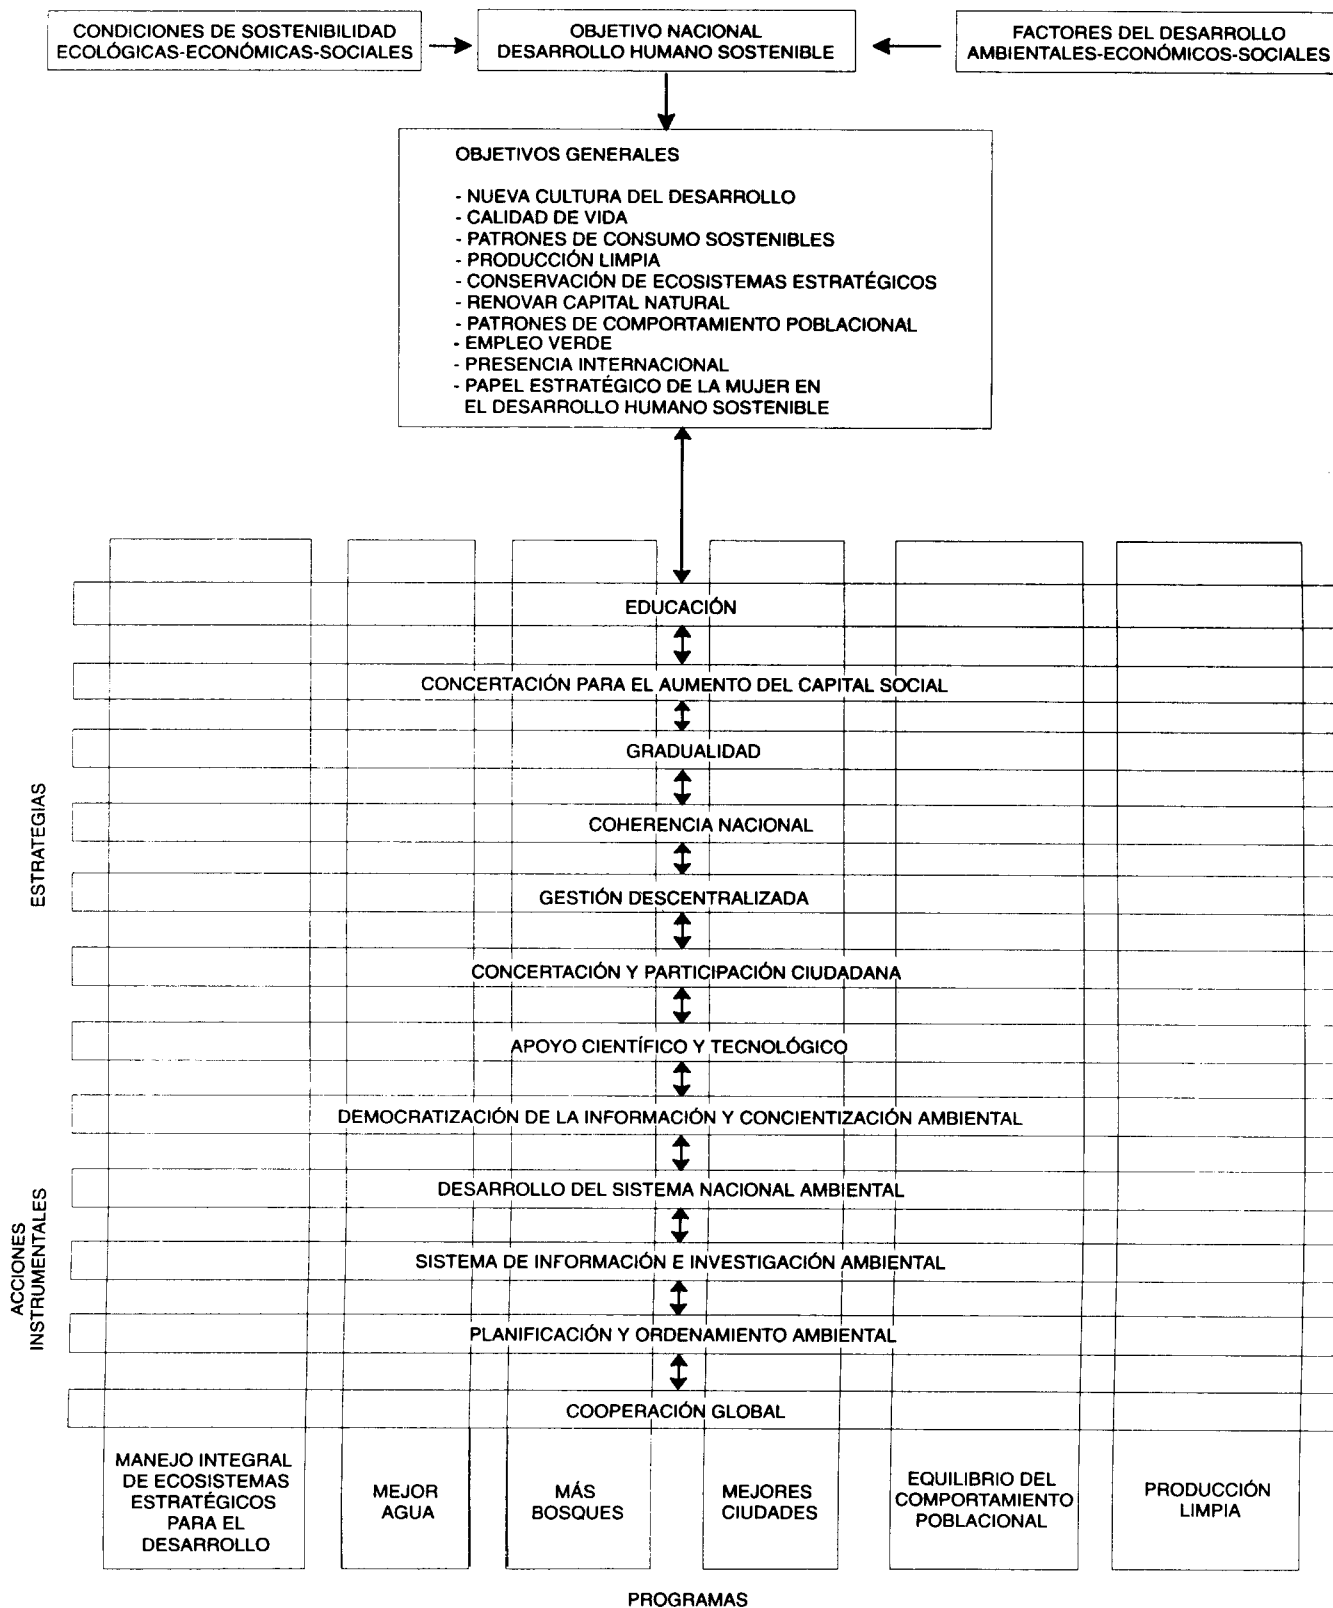 CONDICIONES DE SOSTENIBILIDAD
ECOLÓGICAS-ECONÓMICAS-SOCIALES
OBJETIVO NACIONAL
DESARROLLO HUMANO SOSTENIBLE
FACTORES DEL DESARROLLO
AMBIENTALES-ECONÓMICOS-SOCIALES
OBJETIVOS GENERALES
- NUEVA CULTURA DEL DESARROLLO
- CALIDAD DE VIDA
- PATRONES DE CONSUMO SOSTENIBLES
- PRODUCCIÓN LIMPIA
- CONSERVACIÓN DE ECOSISTEMAS ESTRATÉGICOS
- RENOVAR CAPITAL NATURAL
- PATRONES DE COMPORTAMIENTO POBLACIONAL
- EMPLEO VERDE
- PRESENCIA INTERNACIONAL
- PAPEL ESTRATÉGICO DE LA MUJER EN
EL DESARROLLO HUMANO SOSTENIBLE
ESTRATEGIAS
EDUCACIÓN
CONCERTACIÓN PARA EL AUMENTO DEL CAPITAL SOCIAL
GRADUALIDAD
COHERENCIA NACIONAL
GESTIÓN DESCENTRALIZADA
CONCERTACIÓN Y PARTICIPACIÓN CIUDADANA
APOYO CIENTÍFICO Y TECNOLÓGICO
DEMOCRATIZACIÓN DE LA INFORMACIÓN Y CONCIENTIZACIÓN AMBIENTAL
ACCIONES
INSTRUMENTALES
DESARROLLO DEL SISTEMA NACIONAL AMBIENTAL
SISTEMA DE INFORMACIÓN E INVESTIGACIÓN AMBIENTAL
PLANIFICACIÓN Y ORDENAMIENTO AMBIENTAL
COOPERACIÓN GLOBAL
MANEJO INTEGRAL
DE ECOSISTEMAS
ESTRATÉGICOS
PARA EL
DESARROLLO
MEJOR
AGUA
MÁS
BOSQUES
MEJORES
CIUDADES
EQUILIBRIO DEL
COMPORTAMIENTO
POBLACIONAL
PRODUCCIÓN
LIMPIA
PROGRAMAS